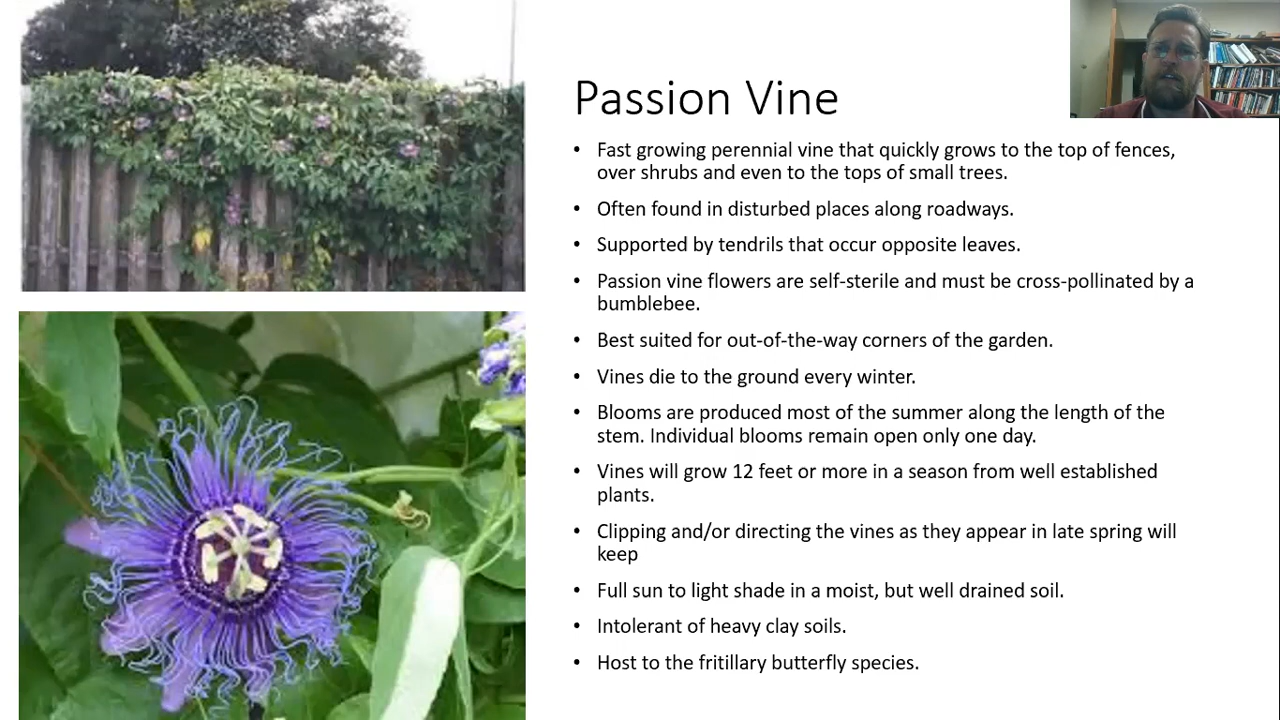 Passion Vine
• Fast growing perennial vine that quickly grows to the top of fences,
over shrubs and even to the tops of small trees.
• Often found in disturbed places along roadways.
• Supported by tendrils that occur opposite leaves.
• Passion vine flowers are self-sterile and must be cross-pollinated by a
bumblebee.
• Best suited for out-of-the-way corners of the garden.
• Vines die to the ground every winter.
• Blooms are produced most of the summer along the length of the
stem. Individual blooms remain open only one day.
• Vines will grow 12 feet or more in a season from well established
plants.
• Clipping and/or directing the vines as they appear in late spring will
keep
• Full sun to light shade in a moist, but well drained soil.
• Intolerant of heavy clay soils.
• Host to the fritillary butterfly species.